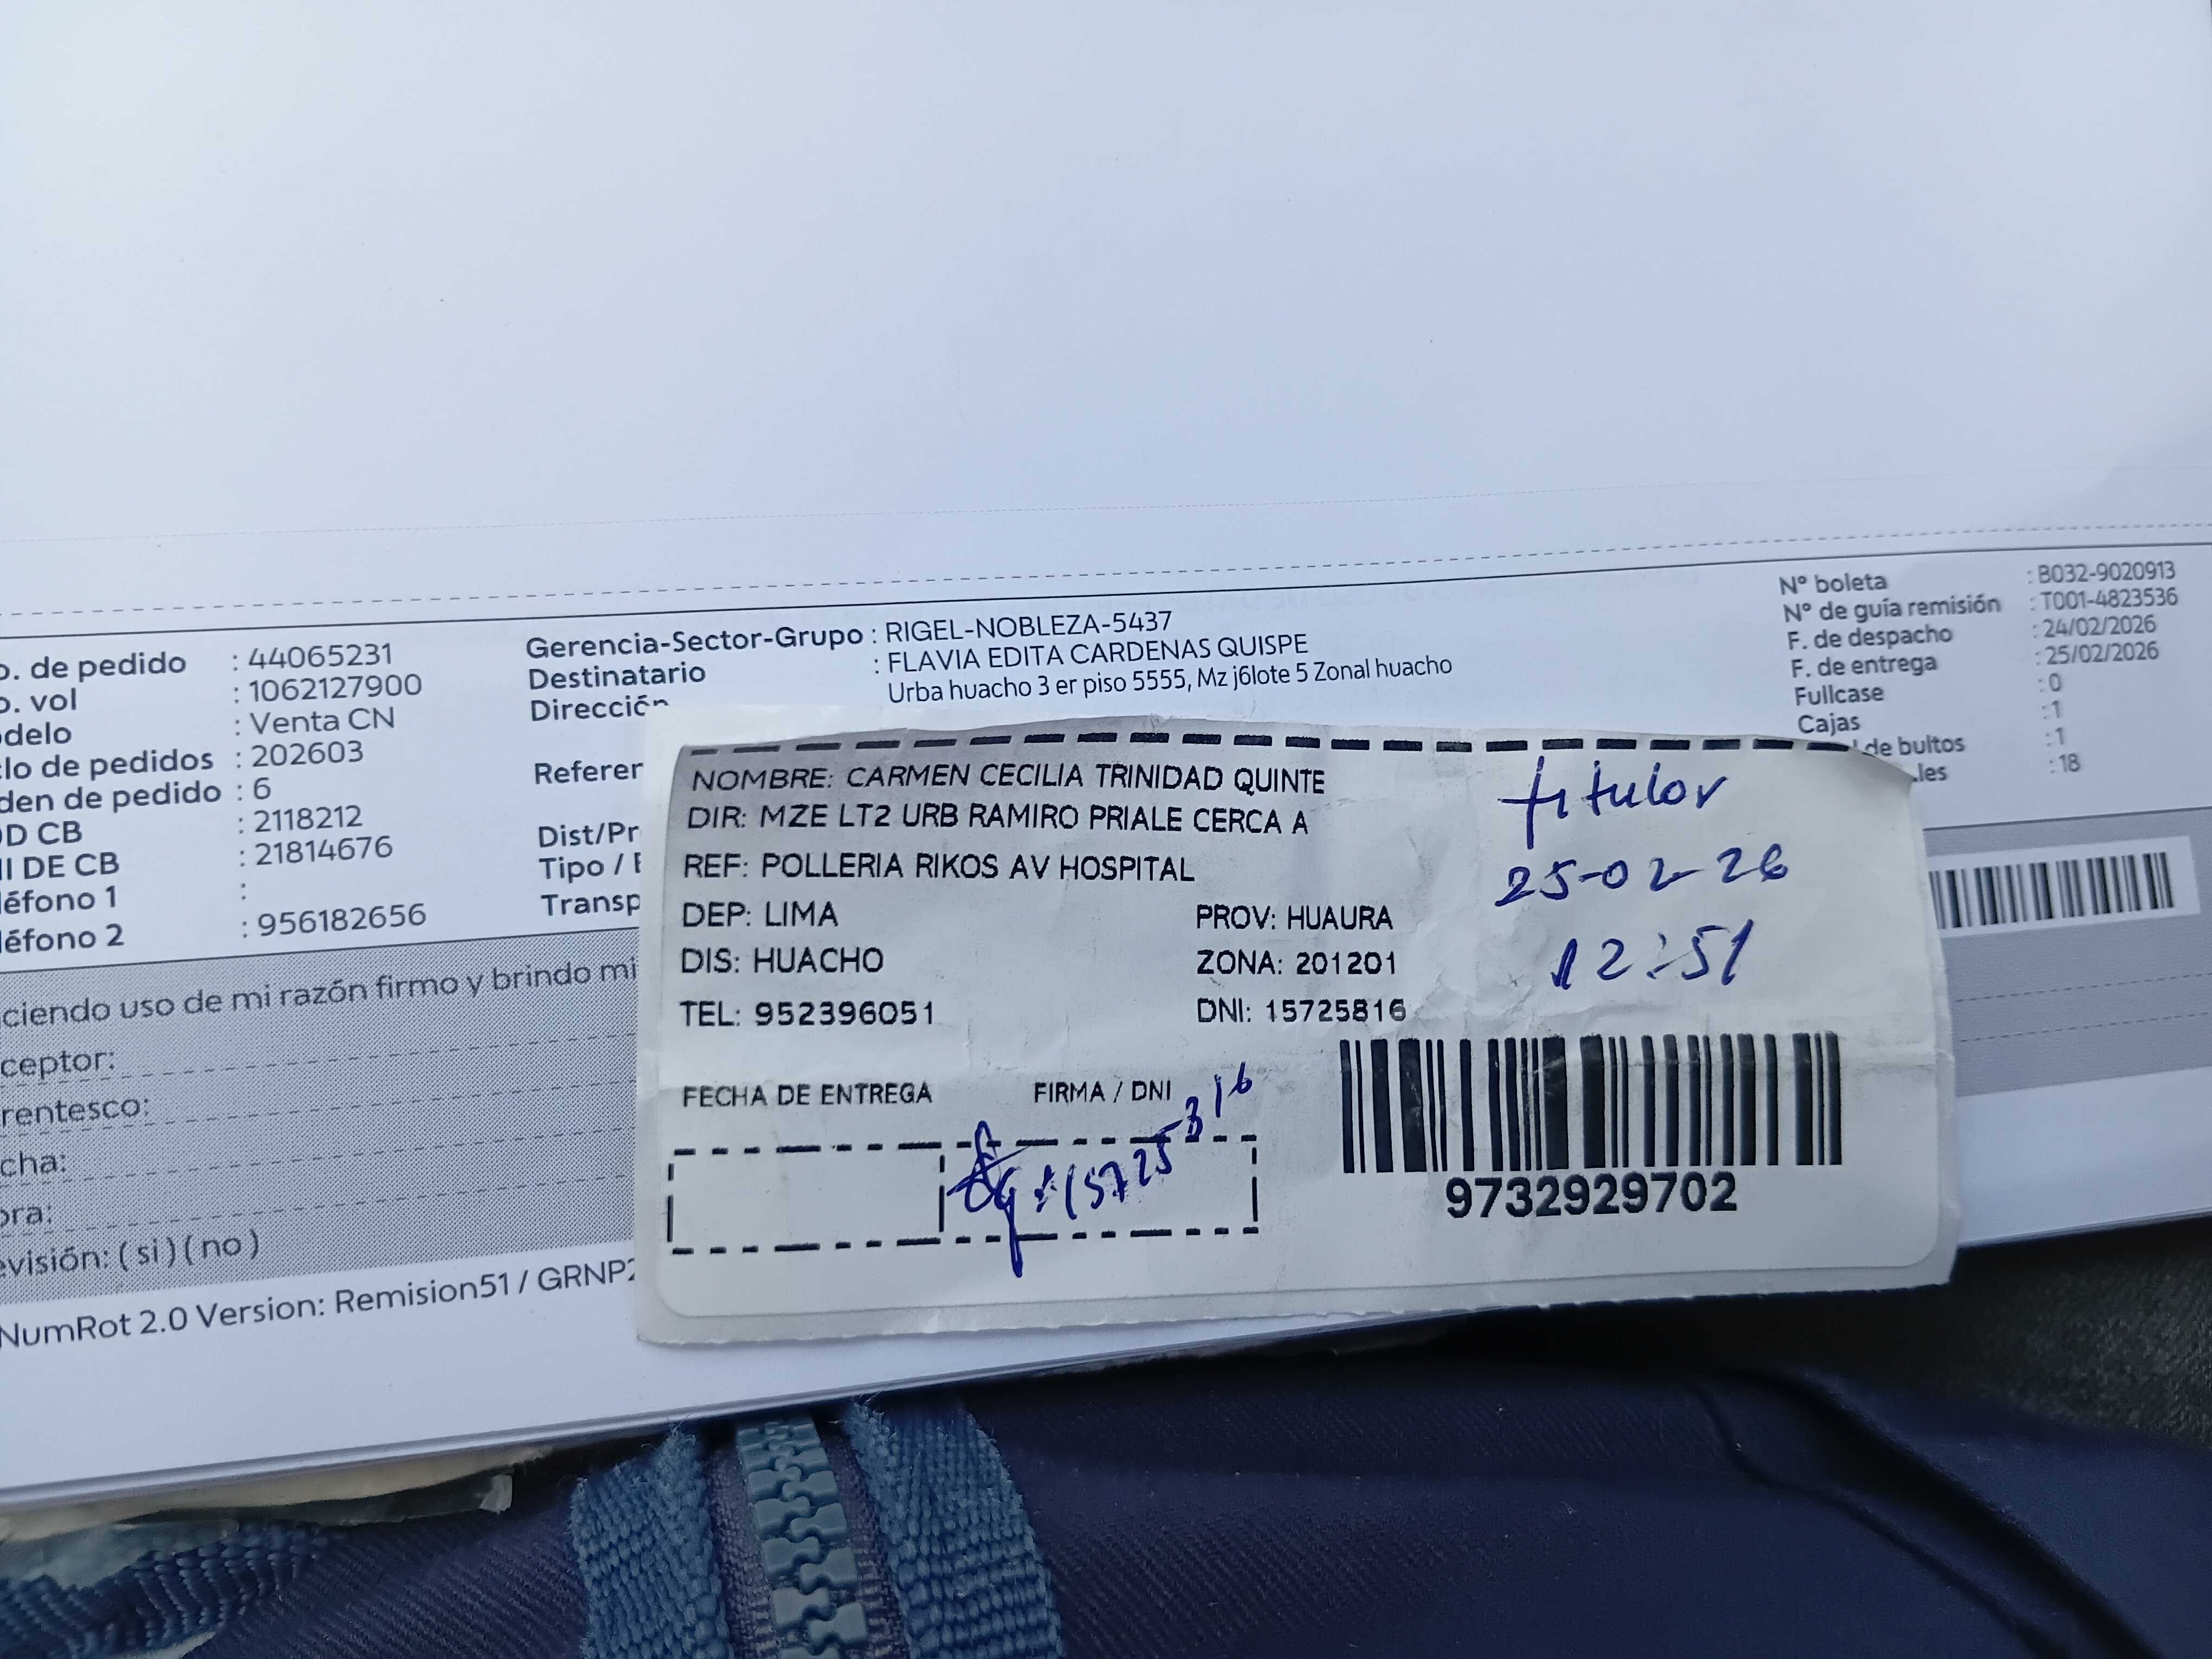 o. de pedido : 44065231
o. vol : 1062127900
delo : Venta CN
lo de pedidos : 202603
den de pedido : 6
D CB : 2118212
I DE CB : 21814676
léfono 1 :
léfono 2 : 956182656
Gerencia-Sector-Grupo : RIGEL-NOBLEZA-5437
Destinatario : FLAVIA EDITA CARDENAS QUISPE
Dirección Urba huacho 3 er piso 5555, Mz j6lote 5 Zonal huacho
Referen
Dist/Pr
Tipo / E
Transp
N° boleta : B032-9020913
N° de guía remisión : T001-4823536
F. de despacho : 24/02/2026
F. de entrega : 25/02/2026
Fullcase : 0
Cajas : 1
l de bultos : 1
les : 18
ciendo uso de mi razón firmo y brindo mi
ceptor:
rentesco:
cha:
ora:
evisión: ( si ) ( no )
NumRot 2.0 Version: Remision51 / GRNP2
NOMBRE: CARMEN CECILIA TRINIDAD QUINTE
DIR: MZE LT2 URB RAMIRO PRIALE CERCA A
REF: POLLERIA RIKOS AV HOSPITAL
DEP: LIMA PROV: HUAURA
DIS: HUACHO ZONA: 201201
TEL: 952396051 DNI: 15725816
titular
25-02-26
12:51
FECHA DE ENTREGA FIRMA / DNI
9732929702